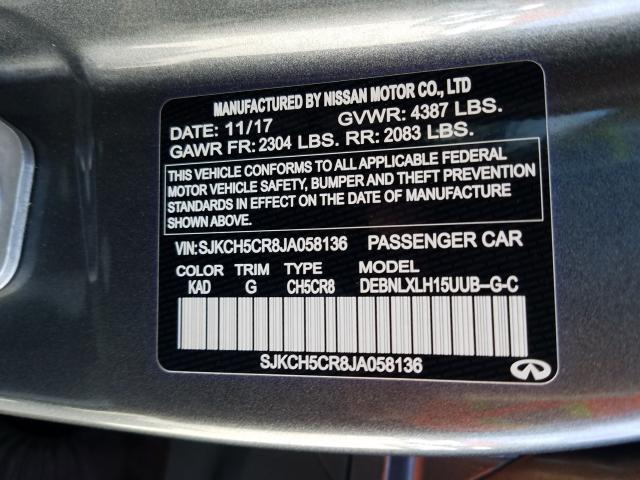 MANUFACTURED BY NISSAN MOTOR CO., LTD
DATE: 11/17 GVWR: 4387 LBS.
GAWR FR: 2304 LBS. RR: 2083 LBS.
THIS VEHICLE CONFORMS TO ALL APPLICABLE FEDERAL
MOTOR VEHICLE SAFETY, BUMPER AND THEFT PREVENTION
STANDARDS IN EFFECT ON THE DATE OF MANUFACTURE
SHOWN ABOVE.
VIN:SJKCH5CR8JA058136 PASSENGER CAR
COLOR TRIM TYPE MODEL
KAD G CH5CR8 DEBNLXLH15UUB-G-C
SJKCH5CR8JA058136